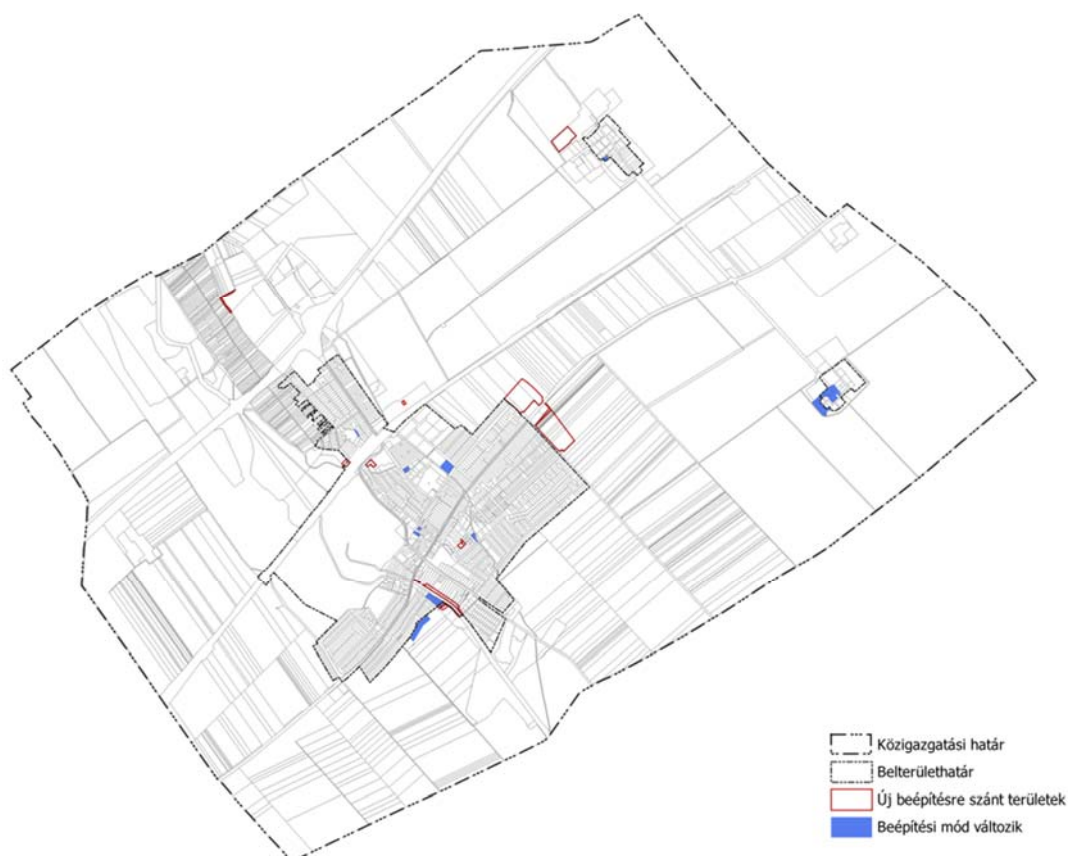 Közigazgatási határ
Belterülethatár
Új beépítésre szánt területek
Beépítési mód változik